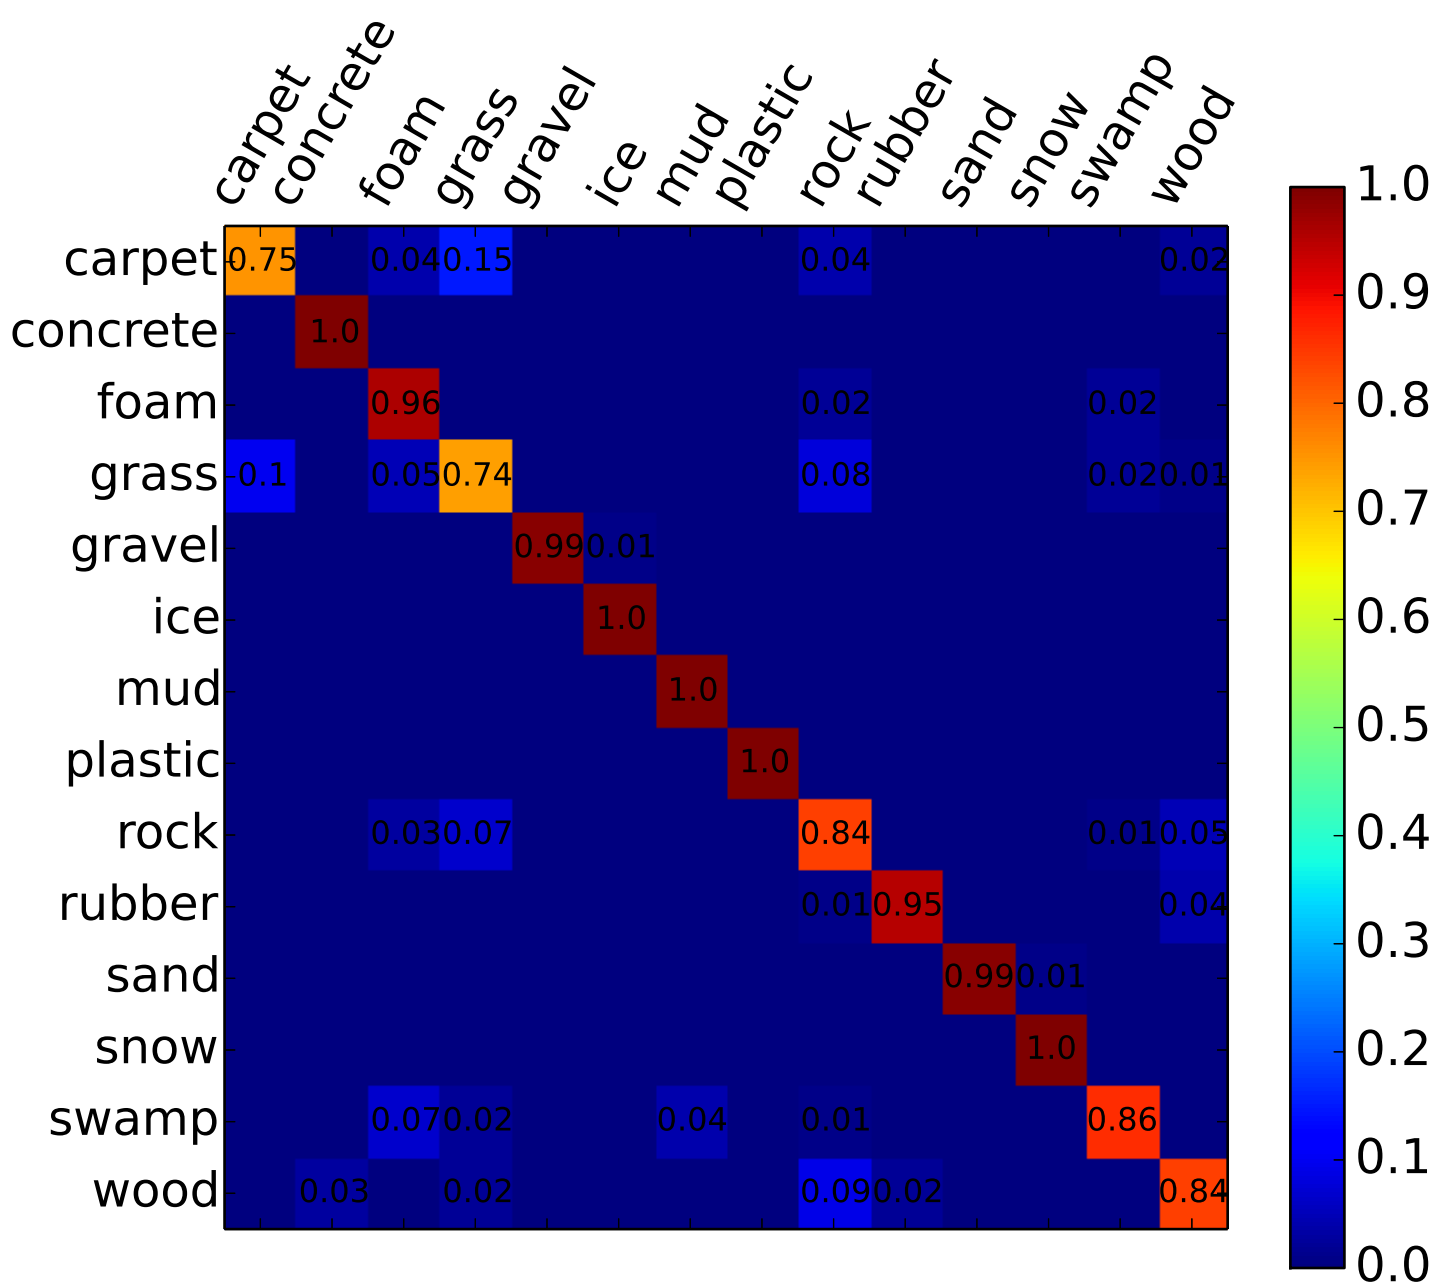 carpet concrete foam grass gravel ice mud plastic rock rubber sand snow swamp wood
carpet 0.75 0.04 0.15 0.04 0.02
concrete 1.0
foam 0.96 0.02 0.02
grass 0.1 0.05 0.74 0.08 0.02 0.01
gravel 0.99 0.01
ice 1.0
mud 1.0
plastic 1.0
rock 0.03 0.07 0.84 0.01 0.05
rubber 0.01 0.95 0.04
sand 0.99 0.01
snow 1.0
swamp 0.07 0.02 0.04 0.01 0.86
wood 0.03 0.02 0.09 0.02 0.84
1.0
0.9
0.8
0.7
0.6
0.5
0.4
0.3
0.2
0.1
0.0